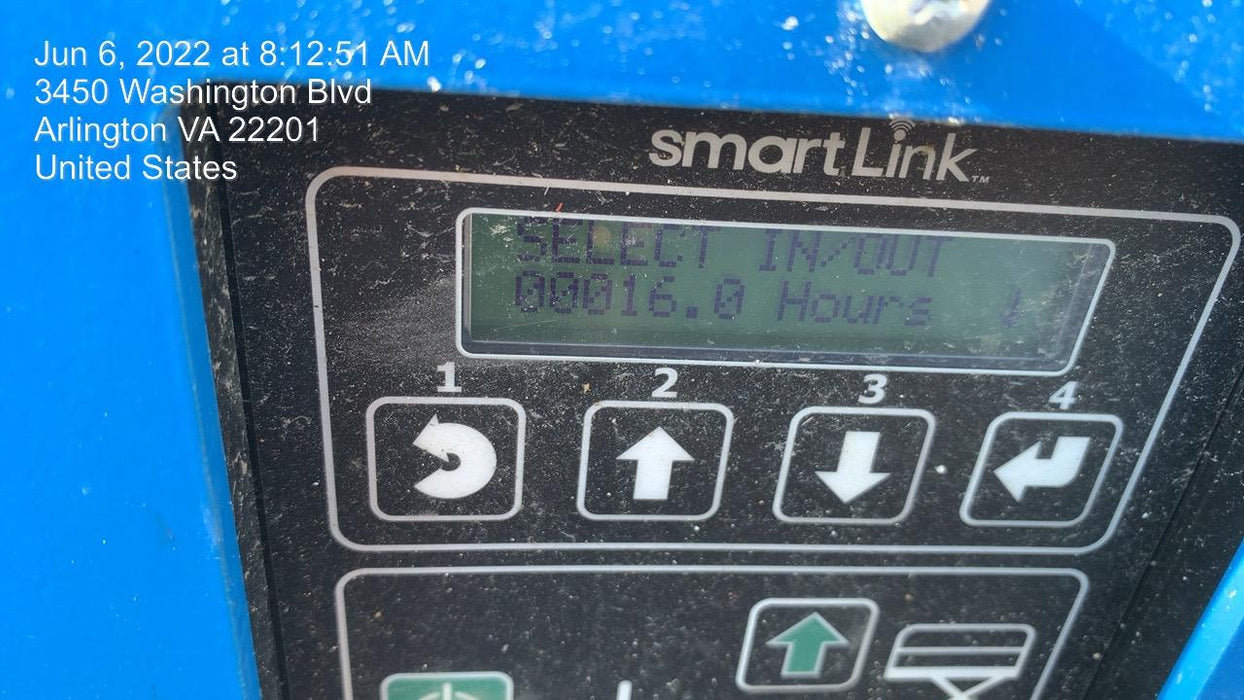 Jun 6, 2022 at 8:12:51 AM
3450 Washington Blvd
Arlington VA 22201
United States
smartLink™
SELECT IN/OUT
00016.0 Hours ↓
1 2 3 4